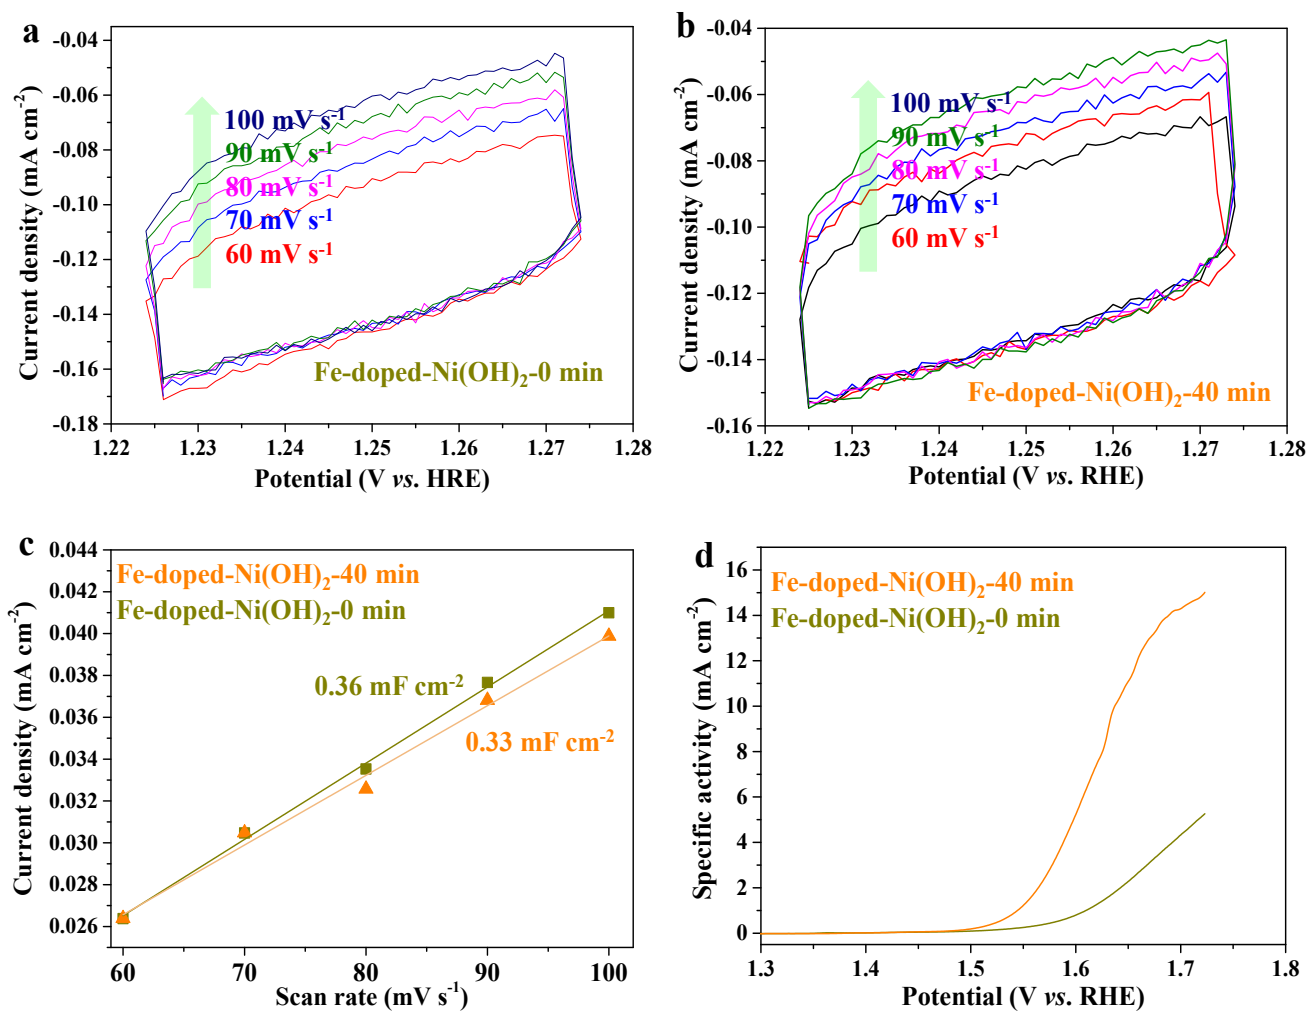 a
-0.04
-0.06
-0.08
-0.10
-0.12
-0.14
-0.16
-0.18
Current density (mA cm⁻²)
100 mV s⁻¹
90 mV s⁻¹
80 mV s⁻¹
70 mV s⁻¹
60 mV s⁻¹
Fe-doped-Ni(OH)₂-0 min
1.22 1.23 1.24 1.25 1.26 1.27 1.28
Potential (V vs. HRE)
b
-0.04
-0.06
-0.08
-0.10
-0.12
-0.14
-0.16
Current density (mA cm⁻²)
100 mV s⁻¹
90 mV s⁻¹
80 mV s⁻¹
70 mV s⁻¹
60 mV s⁻¹
Fe-doped-Ni(OH)₂-40 min
1.22 1.23 1.24 1.25 1.26 1.27 1.28
Potential (V vs. RHE)
c
0.044
0.042
0.040
0.038
0.036
0.034
0.032
0.030
0.028
0.026
Current density (mA cm⁻²)
Fe-doped-Ni(OH)₂-40 min
Fe-doped-Ni(OH)₂-0 min
0.36 mF cm⁻²
0.33 mF cm⁻²
60 70 80 90 100
Scan rate (mV s⁻¹)
d
16
14
12
10
8
6
4
2
0
Specific activity (mA cm⁻²)
Fe-doped-Ni(OH)₂-40 min
Fe-doped-Ni(OH)₂-0 min
1.3 1.4 1.5 1.6 1.7 1.8
Potential (V vs. RHE)